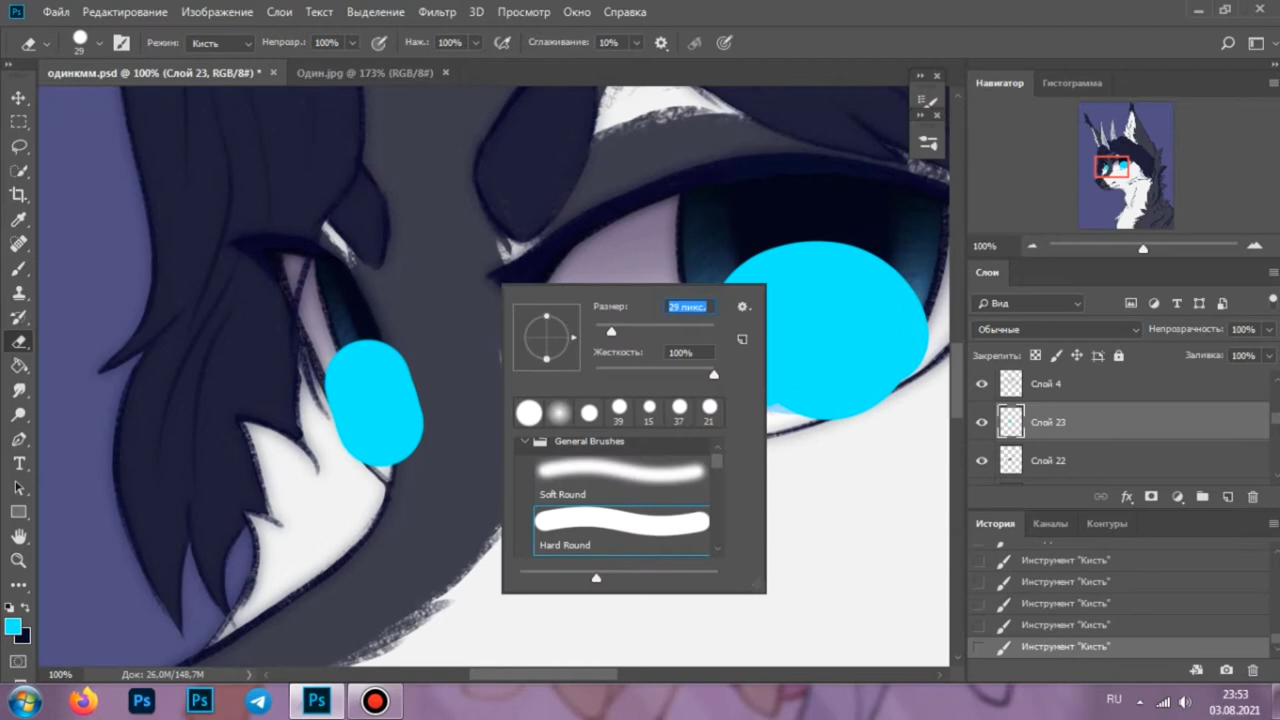 Ps Файл Редактирование Изображение Слои Текст Выделение Фильтр 3D Просмотр Окно Справка
29 Режим: Кисть Непрозр.: 100% Наж.: 100% Сглаживание: 10%
одинкмм.psd @ 100% (Слой 23, RGB/8#) * Один.jpg @ 173% (RGB/8#)
Навигатор Гистограмма
100%
Слои
Вид
Обычные Непрозрачность: 100%
Закрепить: Заливка: 100%
Слой 4
Слой 23
Слой 22
История Каналы Контуры
Инструмент "Кисть"
Инструмент "Кисть"
Инструмент "Кисть"
Инструмент "Кисть"
Инструмент "Кисть"
Размер: 29 пикс.
Жесткость: 100%
39 15 37 21
General Brushes
Soft Round
Hard Round
100% Док: 26,0M/148,7M
Ps Ps Ps RU 23:53
03.08.2021